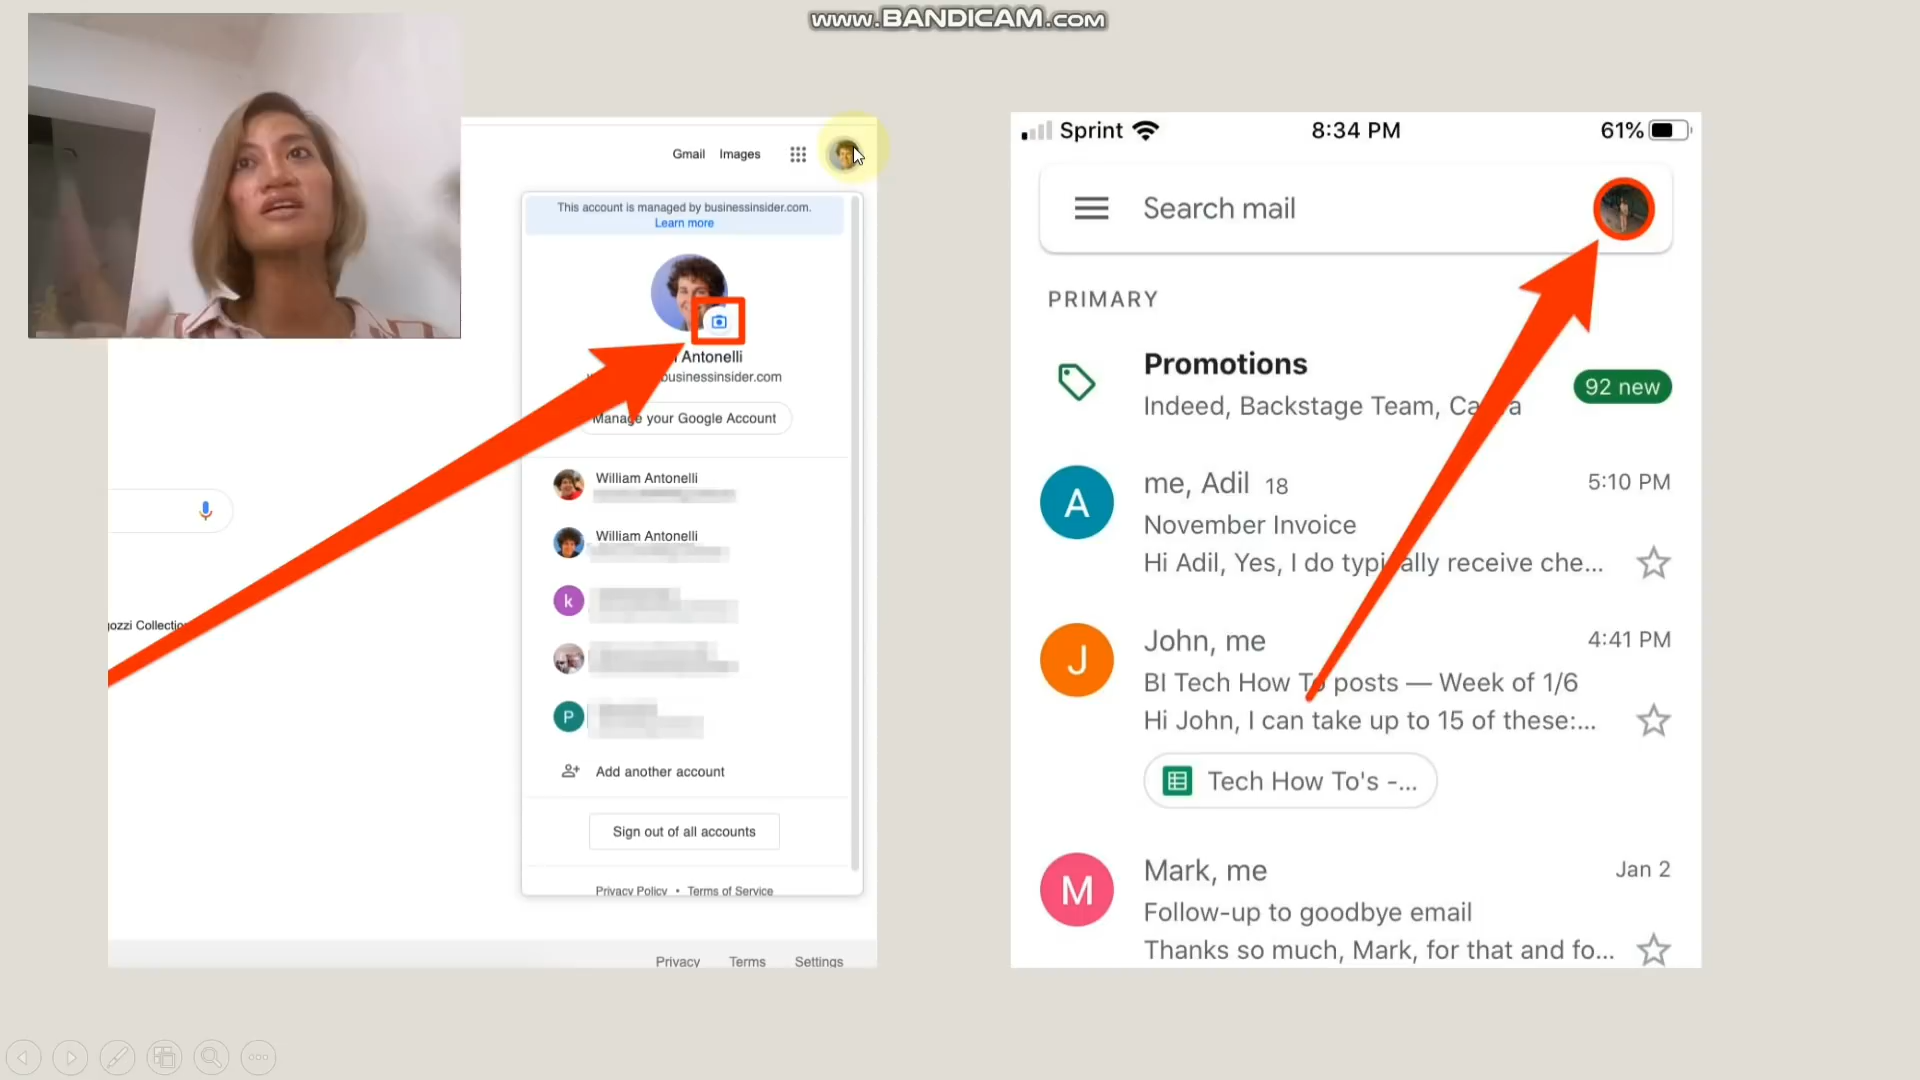 www.BANDICAM.com
Gmail Images
This account is managed by businessinsider.com.
Learn more
Antonelli
businessinsider.com
Manage your Google Account
William Antonelli
William Antonelli
k
P
Add another account
Sign out of all accounts
Privacy Policy • Terms of Service
ozzi Collection
Privacy Terms Settings
Sprint 8:34 PM 61%
Search mail
PRIMARY
Promotions
92 new
Indeed, Backstage Team,
A
me, Adil 18
5:10 PM
November Invoice
Hi Adil, Yes, I do typically receive che...
J
John, me
4:41 PM
BI Tech How To posts — Week of 1/6
Hi John, I can take up to 15 of these:...
Tech How To's -...
M
Mark, me
Jan 2
Follow-up to goodbye email
Thanks so much, Mark, for that and fo...